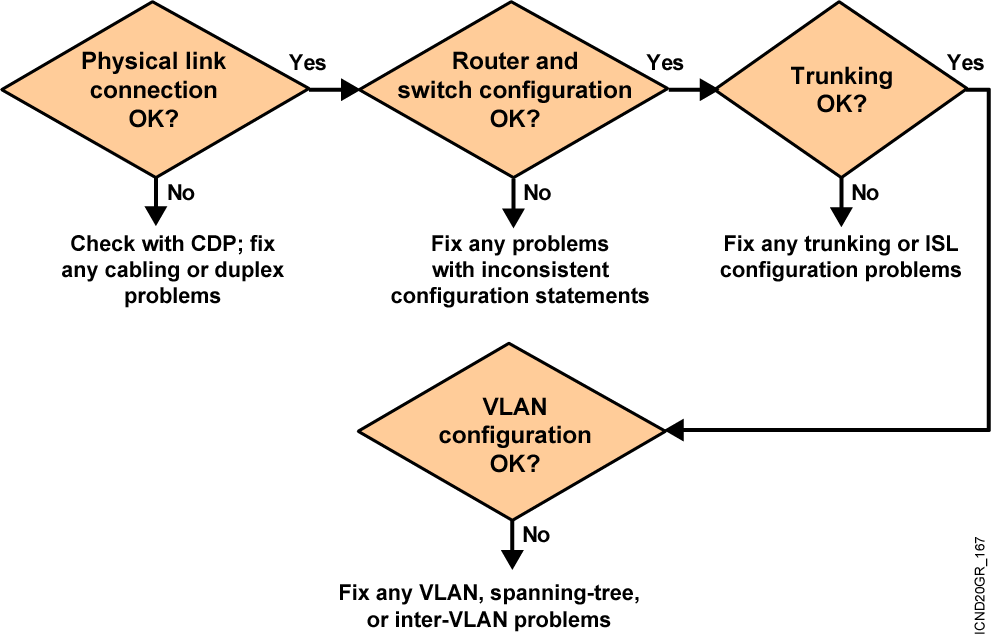 Physical link
connection
OK?
Yes
Router and
switch configuration
OK?
Yes
Trunking
OK?
Yes
No
Check with CDP; fix
any cabling or duplex
problems
No
Fix any problems
with inconsistent
configuration statements
No
Fix any trunking or ISL
configuration problems
VLAN
configuration
OK?
No
Fix any VLAN, spanning-tree,
or inter-VLAN problems
ICND20GR_167